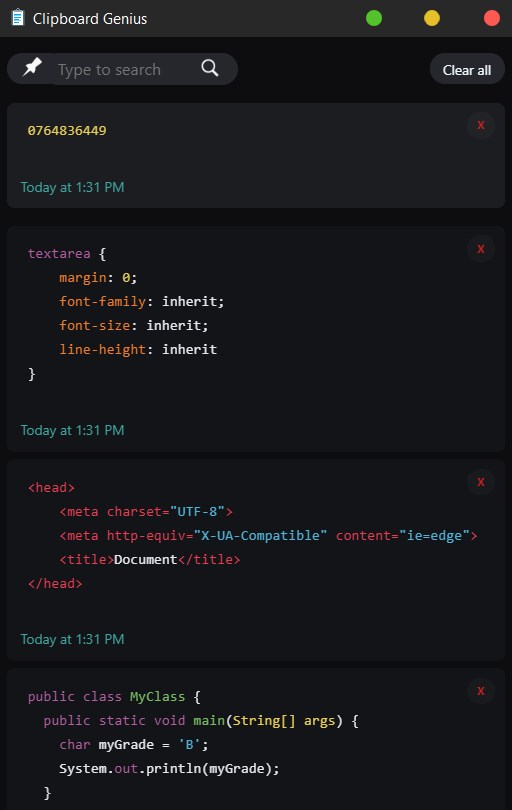 Clipboard Genius
Type to search
Clear all
0764836449
X
Today at 1:31 PM
textarea {
X
    margin: 0;
    font-family: inherit;
    font-size: inherit;
    line-height: inherit
}
Today at 1:31 PM
<head>
X
    <meta charset="UTF-8">
    <meta http-equiv="X-UA-Compatible" content="ie=edge">
    <title>Document</title>
</head>
Today at 1:31 PM
public class MyClass {
X
  public static void main(String[] args) {
    char myGrade = 'B';
    System.out.println(myGrade);
  }